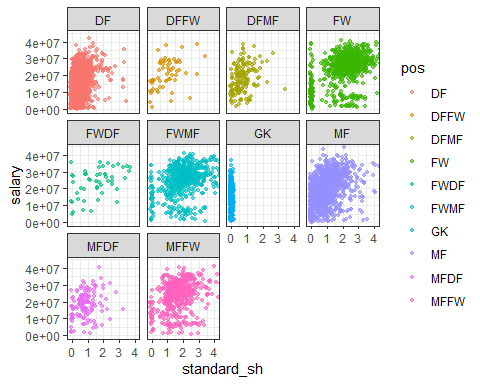 DF DFFW DFMF FW
4e+07
3e+07
2e+07
1e+07
0e+00
FWDF FWMF GK MF
4e+07
3e+07
2e+07
1e+07
0e+00
MFDF MFFW
4e+07
3e+07
2e+07
1e+07
0e+00
0 1 2 3 4 0 1 2 3 4 0 1 2 3 4 0 1 2 3 4
standard_sh
salary
pos
DF
DFFW
DFMF
FW
FWDF
FWMF
GK
MF
MFDF
MFFW